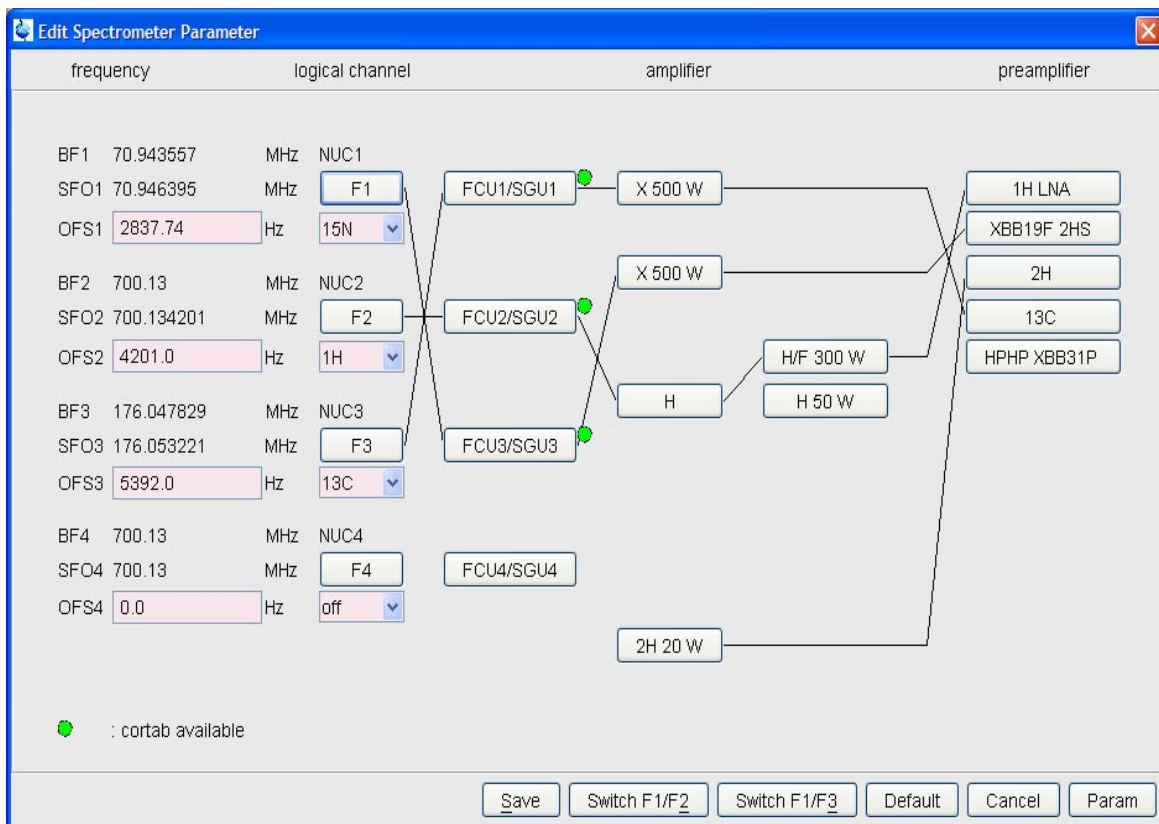 Edit Spectrometer Parameter
frequency logical channel amplifier preamplifier
BF1 70.943557 MHz NUC1
SFO1 70.946395 MHz F1 FCU1/SGU1 X 500 W 1H LNA
OFS1 2837.74 Hz 15N XBB19F 2HS
BF2 700.13 MHz NUC2 X 500 W 2H
SFO2 700.134201 MHz F2 FCU2/SGU2 13C
OFS2 4201.0 Hz 1H H/F 300 W HPHP XBB31P
BF3 176.047829 MHz NUC3 H H 50 W
SFO3 176.053221 MHz F3 FCU3/SGU3
OFS3 5392.0 Hz 13C
BF4 700.13 MHz NUC4
SFO4 700.13 MHz F4 FCU4/SGU4
OFS4 0.0 Hz off
2H 20 W
: cortab available
Save Switch F1/F2 Switch F1/F3 Default Cancel Param